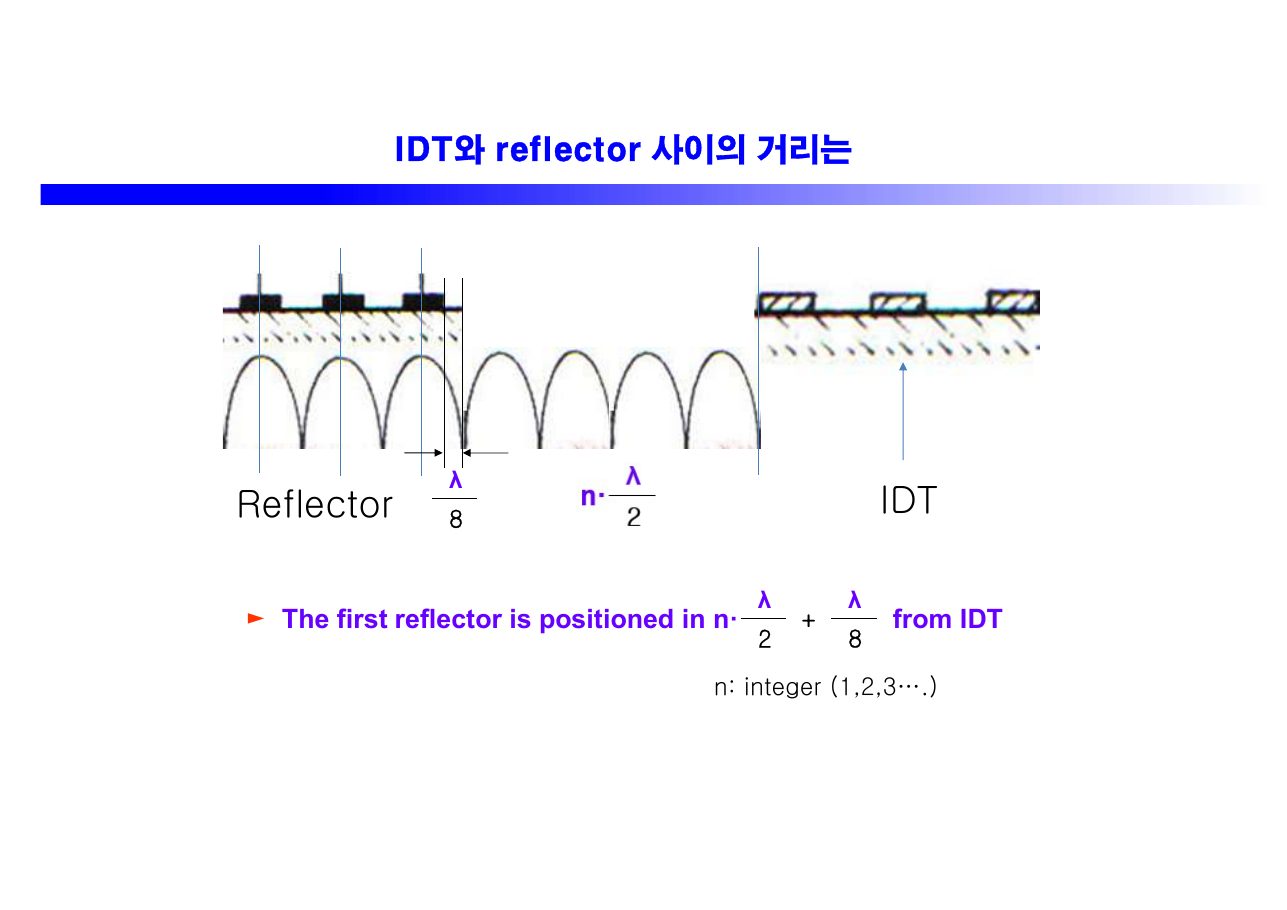 IDT와 reflector 사이의 거리는
Reflector
λ
8
n·
λ
2
IDT
► The first reflector is positioned in n· λ/2 + λ/8 from IDT
n: integer (1,2,3⋯.)